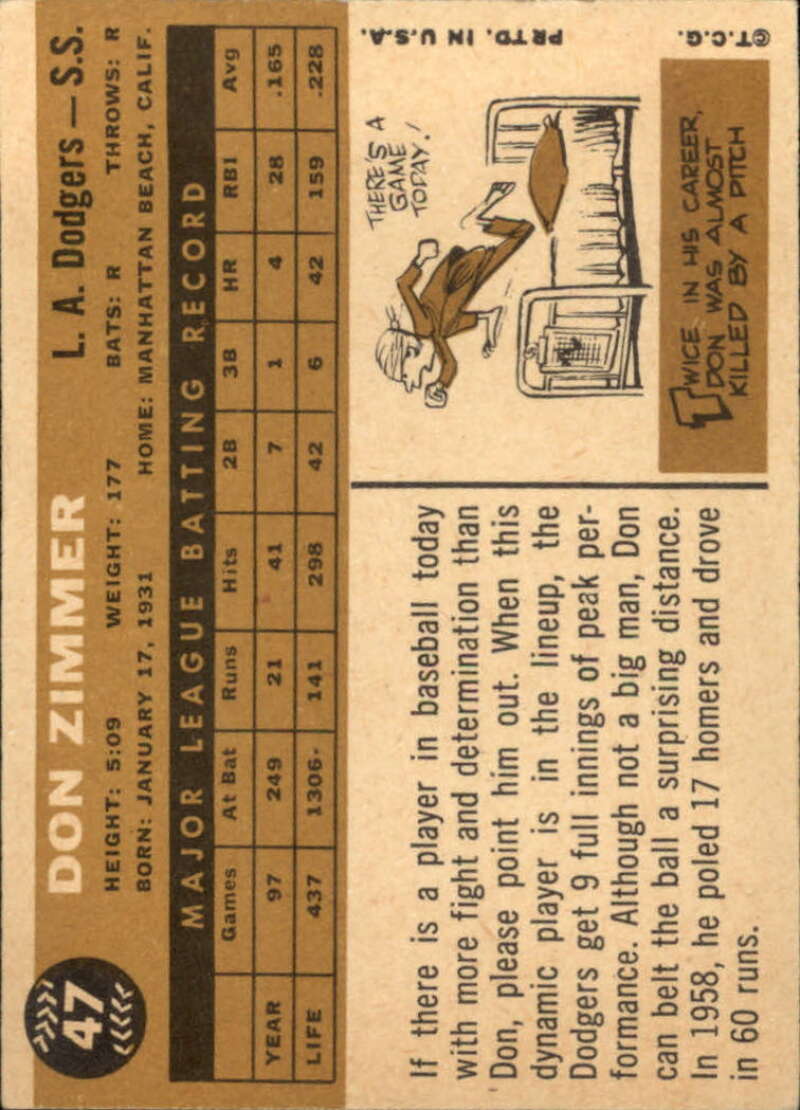 47
DON ZIMMER
L. A. Dodgers — S.S.
HEIGHT: 5:09 WEIGHT: 177 BATS: R THROWS: R
BORN: JANUARY 17, 1931 HOME: MANHATTAN BEACH, CALIF.
MAJOR LEAGUE BATTING RECORD
Games At Bat Runs Hits 2B 3B HR RBI Avg
YEAR 97 249 21 41 7 1 4 28 .165
LIFE 437 1306 141 298 42 6 42 159 .228
If there is a player in baseball today
with more fight and determination than
Don, please point him out. When this
dynamic player is in the lineup, the
Dodgers get 9 full innings of peak per-
formance. Although not a big man, Don
can belt the ball a surprising distance.
In 1958, he poled 17 homers and drove
in 60 runs.
THERE'S A
GAME
TODAY!
TWICE IN HIS CAREER,
DON WAS ALMOST
KILLED BY A PITCH
©T.C.G. PRTD. IN U.S.A.